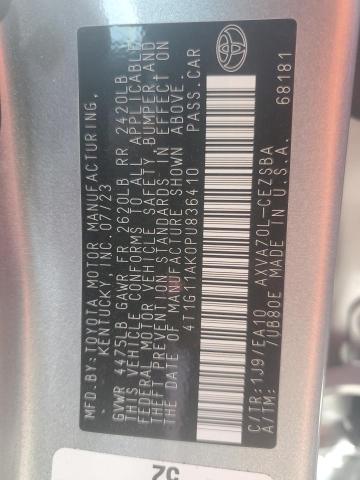 MFD.BY:TOYOTA MOTOR MANUFACTURING,
KENTUCKY,INC.07/23
GVWR 4475LB GAWR FR 2620LB RR 2420LB
THIS VEHICLE CONFORMS TO ALL APPLICABLE
FEDERAL MOTOR VEHICLE SAFETY, BUMPER,AND
THEFT PREVENTION STANDARDS IN EFFECT ON
THE DATE OF MANUFACTURE SHOWN ABOVE.
4T1G11AK0PU836410 PASS.CAR
C/TR:1J9/EA10 AXVA70L-CEZSBA
A/TM: /UB80E MADE IN U.S.A. 68181
3Z